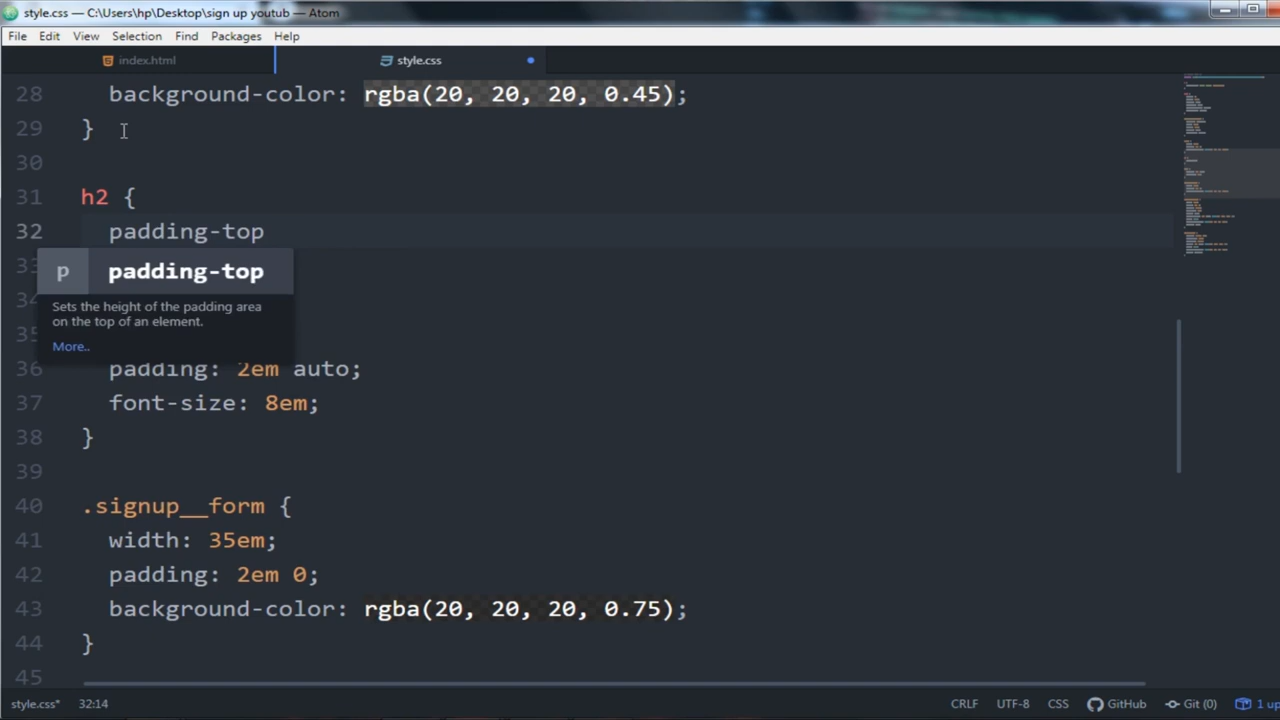 style.css — C:\Users\hp\Desktop\sign up youtub — Atom
File Edit View Selection Find Packages Help
index.html style.css
28 background-color: rgba(20, 20, 20, 0.45);
29 }
30
31 h2 {
32 padding-top
p padding-top
Sets the height of the padding area
on the top of an element.
More..
36 padding: 2em auto;
37 font-size: 8em;
38 }
39
40 .signup__form {
41 width: 35em;
42 padding: 2em 0;
43 background-color: rgba(20, 20, 20, 0.75);
44 }
45
style.css* 32:14 CRLF UTF-8 CSS GitHub Git (0) 1 up